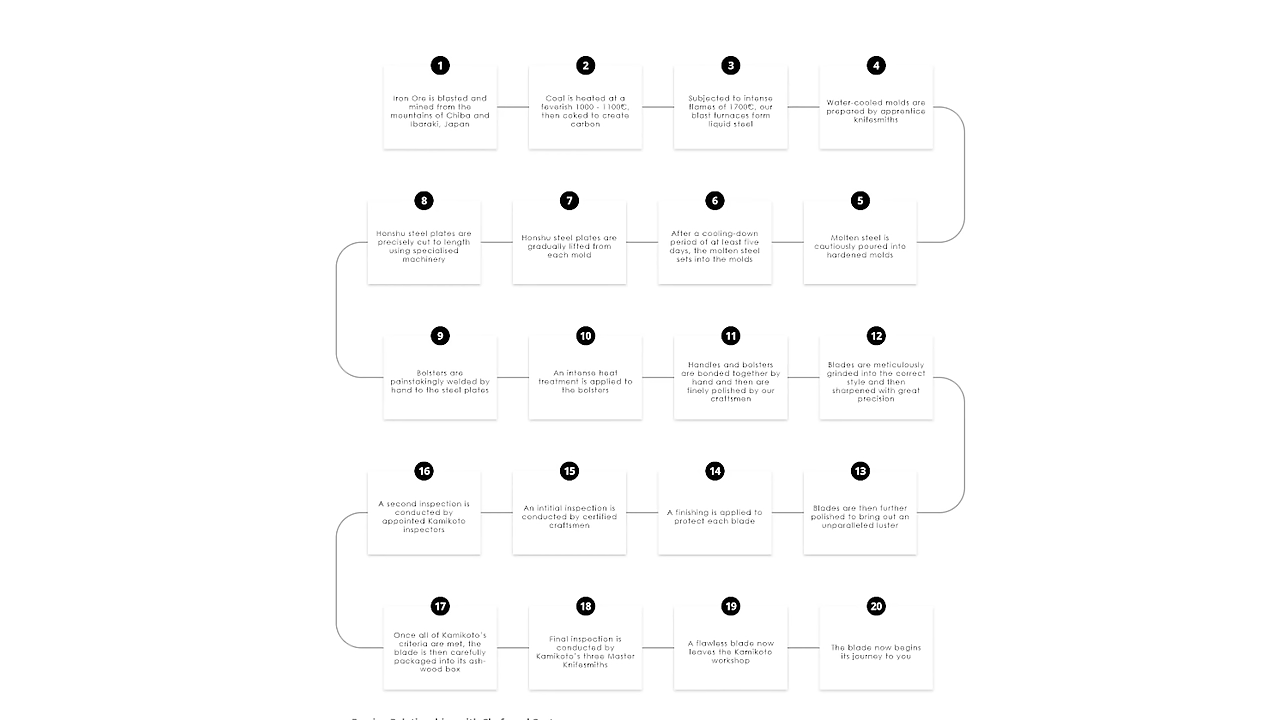 1
Iron Ore is blasted and
mined from the
mountains of Chiba and
Ibaraki, Japan
2
Coal is heated at a
feverish 1000 - 1100€,
then coked to create
carbon
3
Subjected to intense
flames of 1700€, our
blast furnaces form
liquid steel
4
Water-cooled molds are
prepared by apprentice
knifesmiths
5
Molten steel is
cautiously poured into
hardened molds
6
After a cooling-down
period of at least five
days, the molten steel
sets into the molds
7
Honshu steel plates are
gradually lifted from
each mold
8
Honshu steel plates are
precisely cut to length
using specialised
machinery
9
Bolsters are
painstakingly welded by
hand to the steel plates
10
An intense heat
treatment is applied to
the bolsters
11
Handles and bolsters
are bonded together by
hand and then are
finely polished by our
craftsmen
12
Blades are meticulously
grinded into the correct
style and then
sharpened with great
precision
13
Blades are then further
polished to bring out an
unparalleled luster
14
A finishing is applied to
protect each blade
15
An intitial inspection is
conducted by certified
craftsmen
16
A second inspection is
conducted by
appointed Kamikoto
inspectors
17
Once all of Kamikoto's
criteria are met, the
blade is then carefully
packaged into its ash-
wood box
18
Final inspection is
conducted by
Kamikoto's three Master
Knifesmiths
19
A flawless blade now
leaves the Kamikoto
workshop
20
The blade now begins
its journey to you